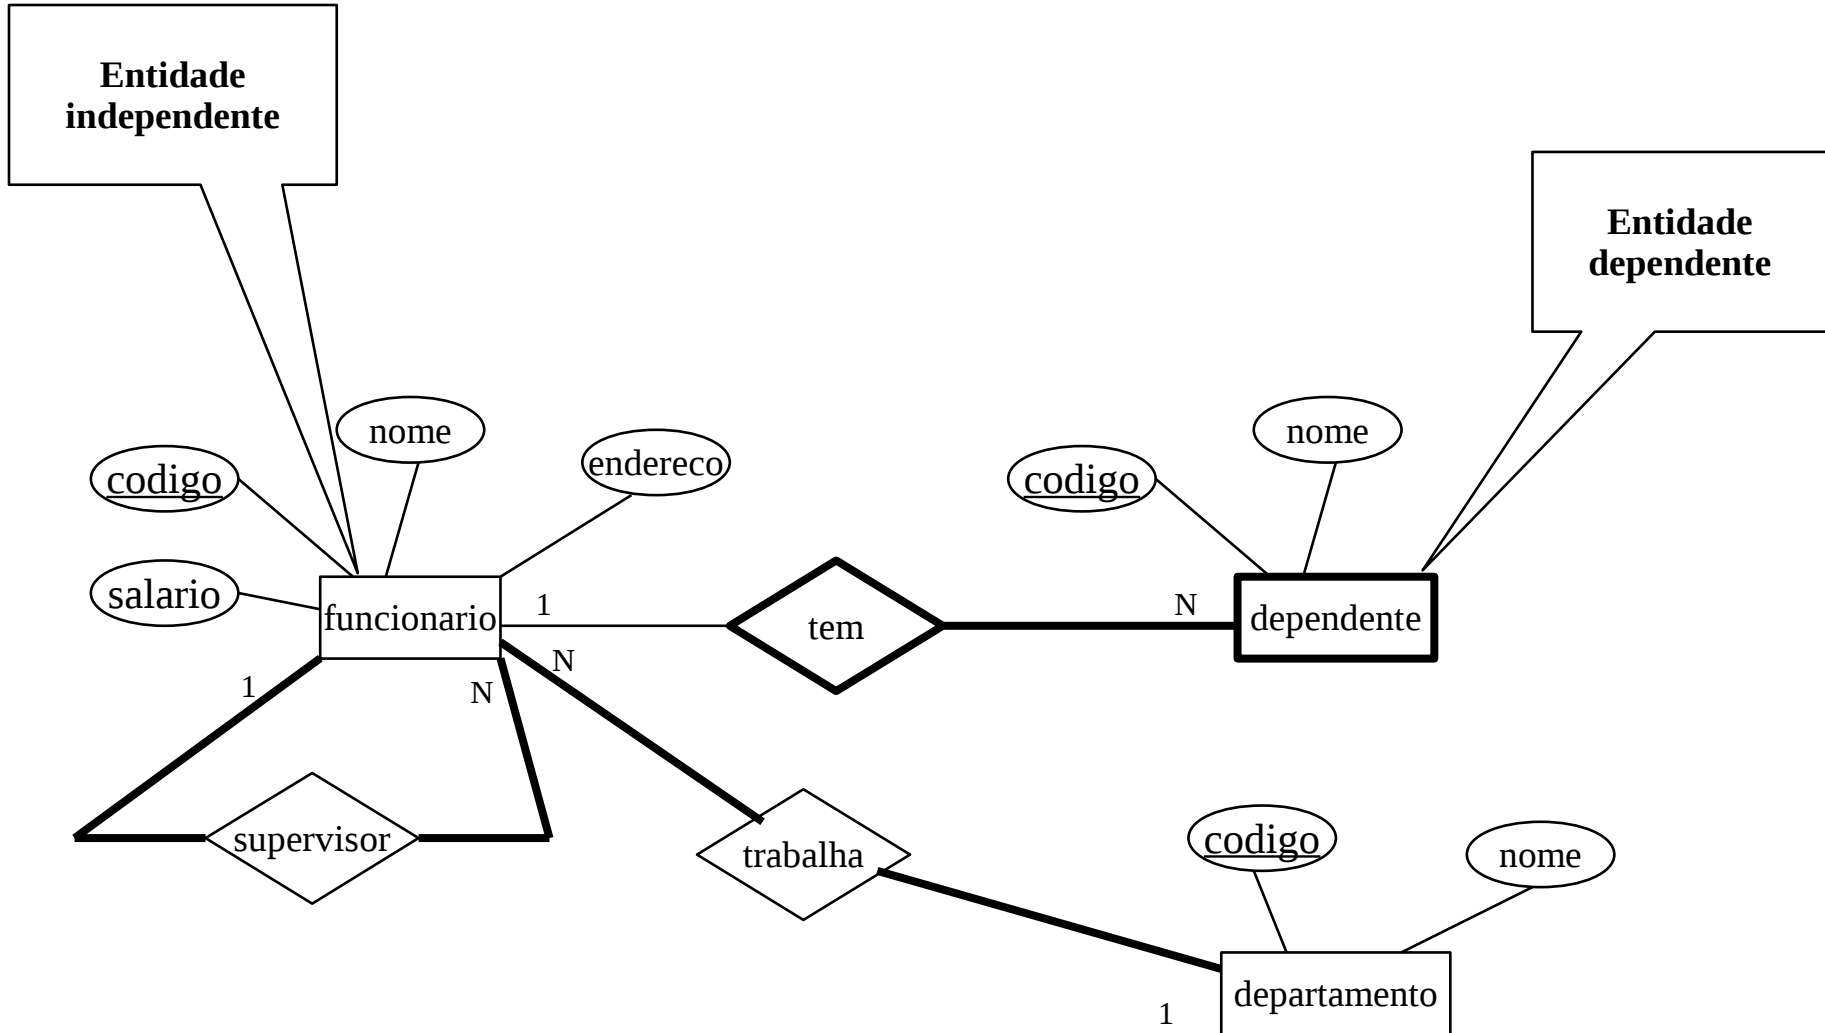 Entidade
independente
Entidade
dependente
nome
endereco
codigo
salario
nome
codigo
funcionario
1
tem
N
dependente
N
1
N
supervisor
trabalha
codigo
nome
departamento
1